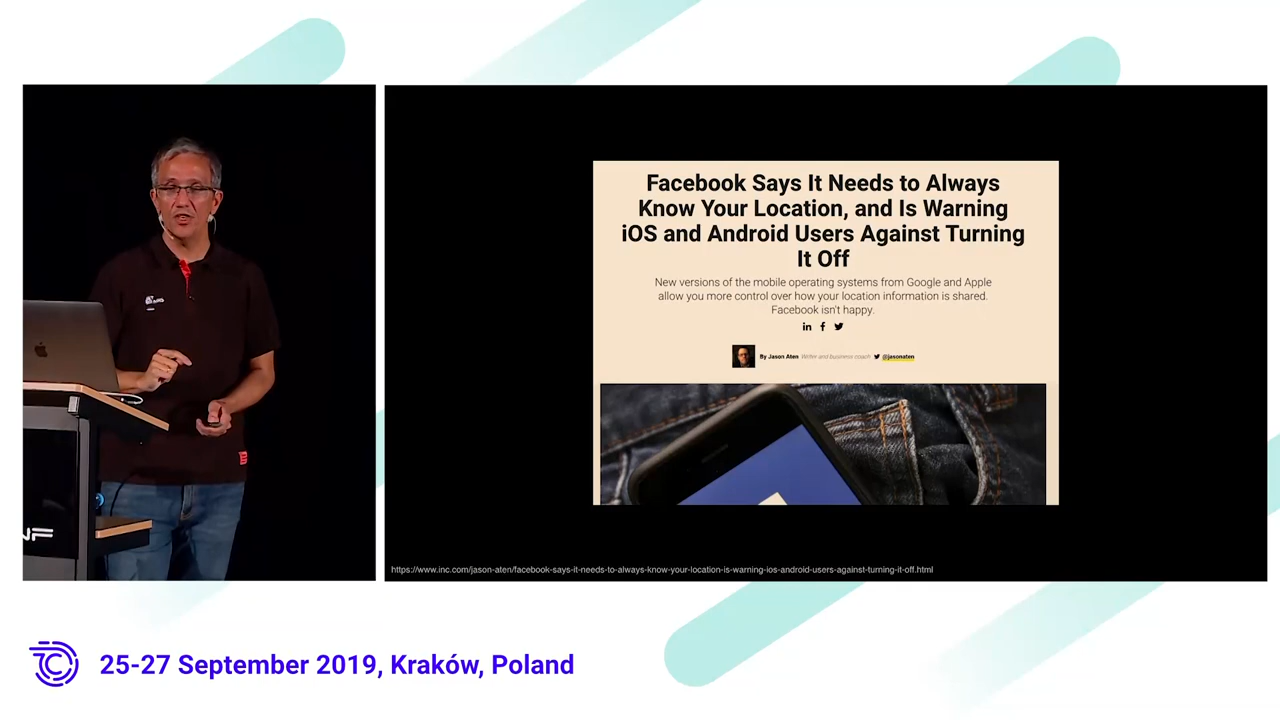 Facebook Says It Needs to Always
Know Your Location, and Is Warning
iOS and Android Users Against Turning
It Off
New versions of the mobile operating systems from Google and Apple
allow you more control over how your location information is shared.
Facebook isn't happy.
By Jason Aten Writer and business coach @jasonaten
https://www.inc.com/jason-aten/facebook-says-it-needs-to-always-know-your-location-is-warning-ios-android-users-against-turning-it-off.html
25-27 September 2019, Kraków, Poland